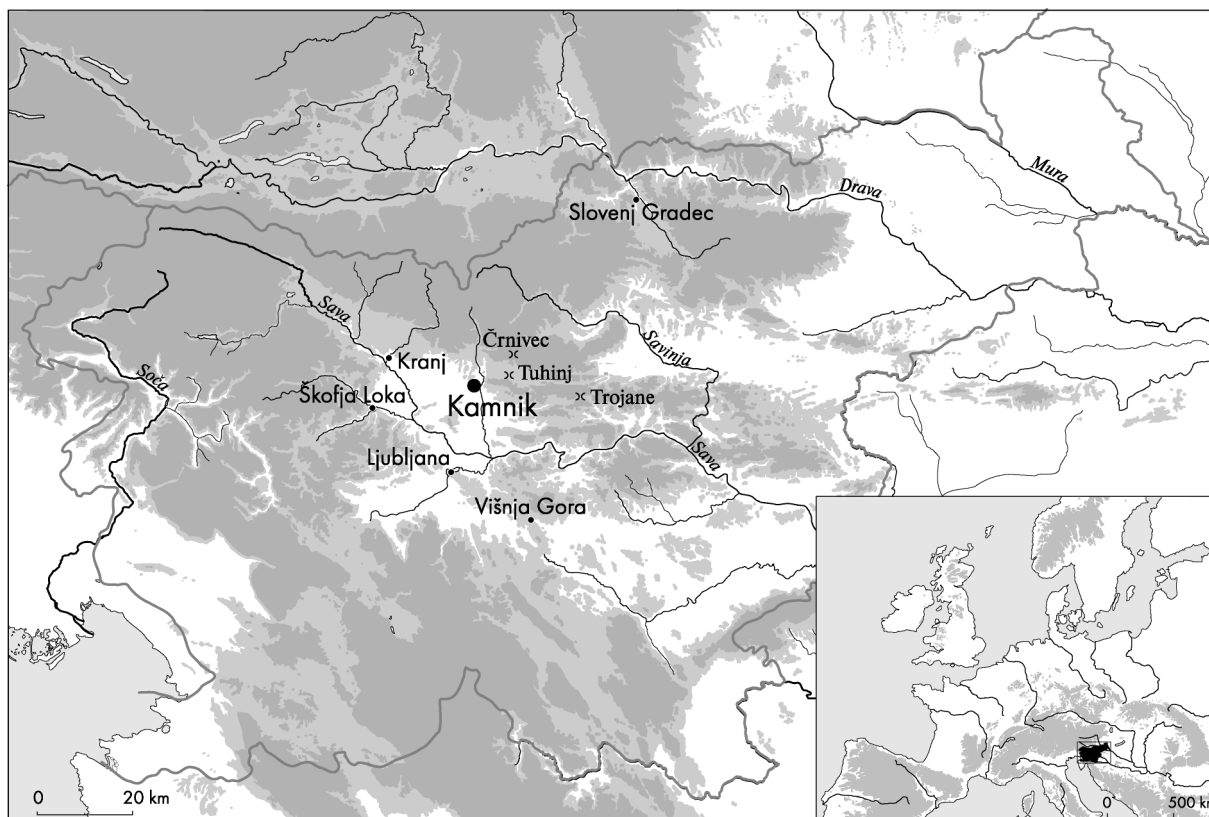 Mura
Drava
Slovenj Gradec
Sava
Savinja
Črnivec
Kranj
Tuhinj
Soča
Škofja Loka
Kamnik
Trojane
Ljubljana
Sava
Višnja Gora
0 20 km
0 500 km